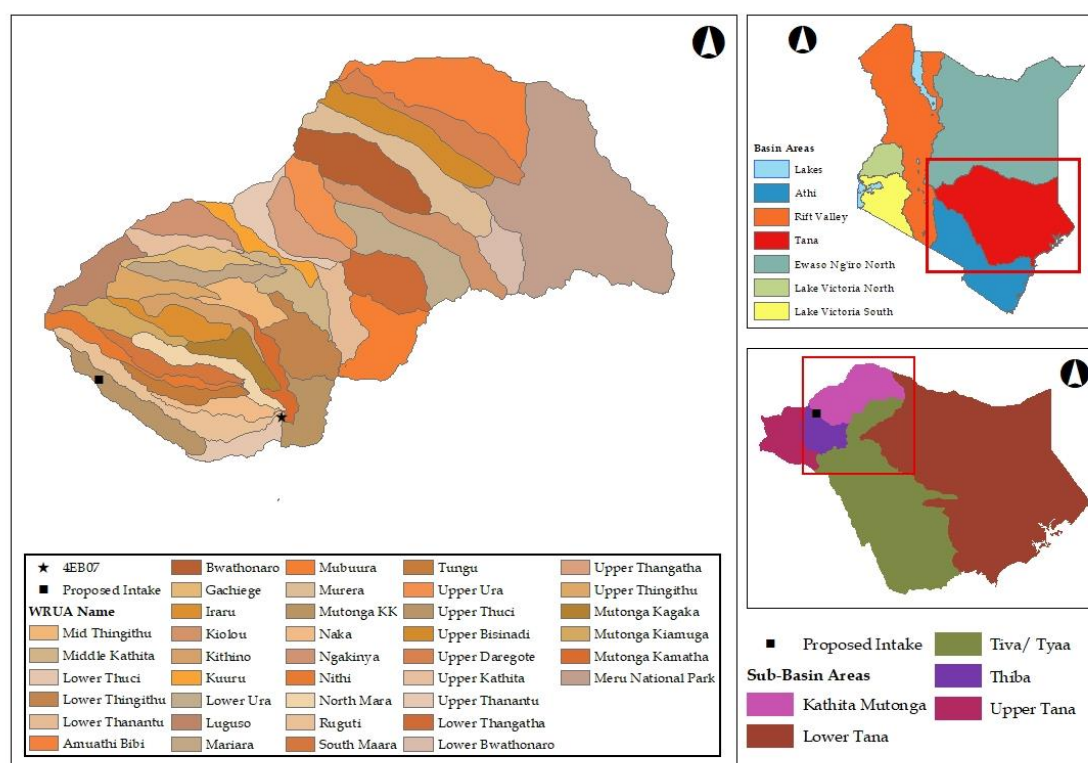 4EB07
Proposed Intake
WRUA Name
Mid Thingithu
Middle Kathita
Lower Thuci
Lower Thingithu
Lower Thanantu
Amuathi Bibi
Bwathonaro
Gachiege
Iraru
Kiolou
Kithino
Kuuru
Lower Ura
Luguso
Mariara
Mubuura
Murera
Mutonga KK
Naka
Ngakinya
Nithi
North Mara
Ruguti
South Maara
Tungu
Upper Ura
Upper Thuci
Upper Bisinadi
Upper Daregote
Upper Kathita
Upper Thanantu
Lower Thangatha
Lower Bwathonaro
Upper Thangatha
Upper Thingithu
Mutonga Kagaka
Mutonga Kiamuga
Mutonga Kamatha
Meru National Park
Basin Areas
Lakes
Athi
Rift Valley
Tana
Ewaso Ng'iro North
Lake Victoria North
Lake Victoria South
Proposed Intake
Sub-Basin Areas
Kathita Mutonga
Lower Tana
Tiva/ Tyaa
Thiba
Upper Tana